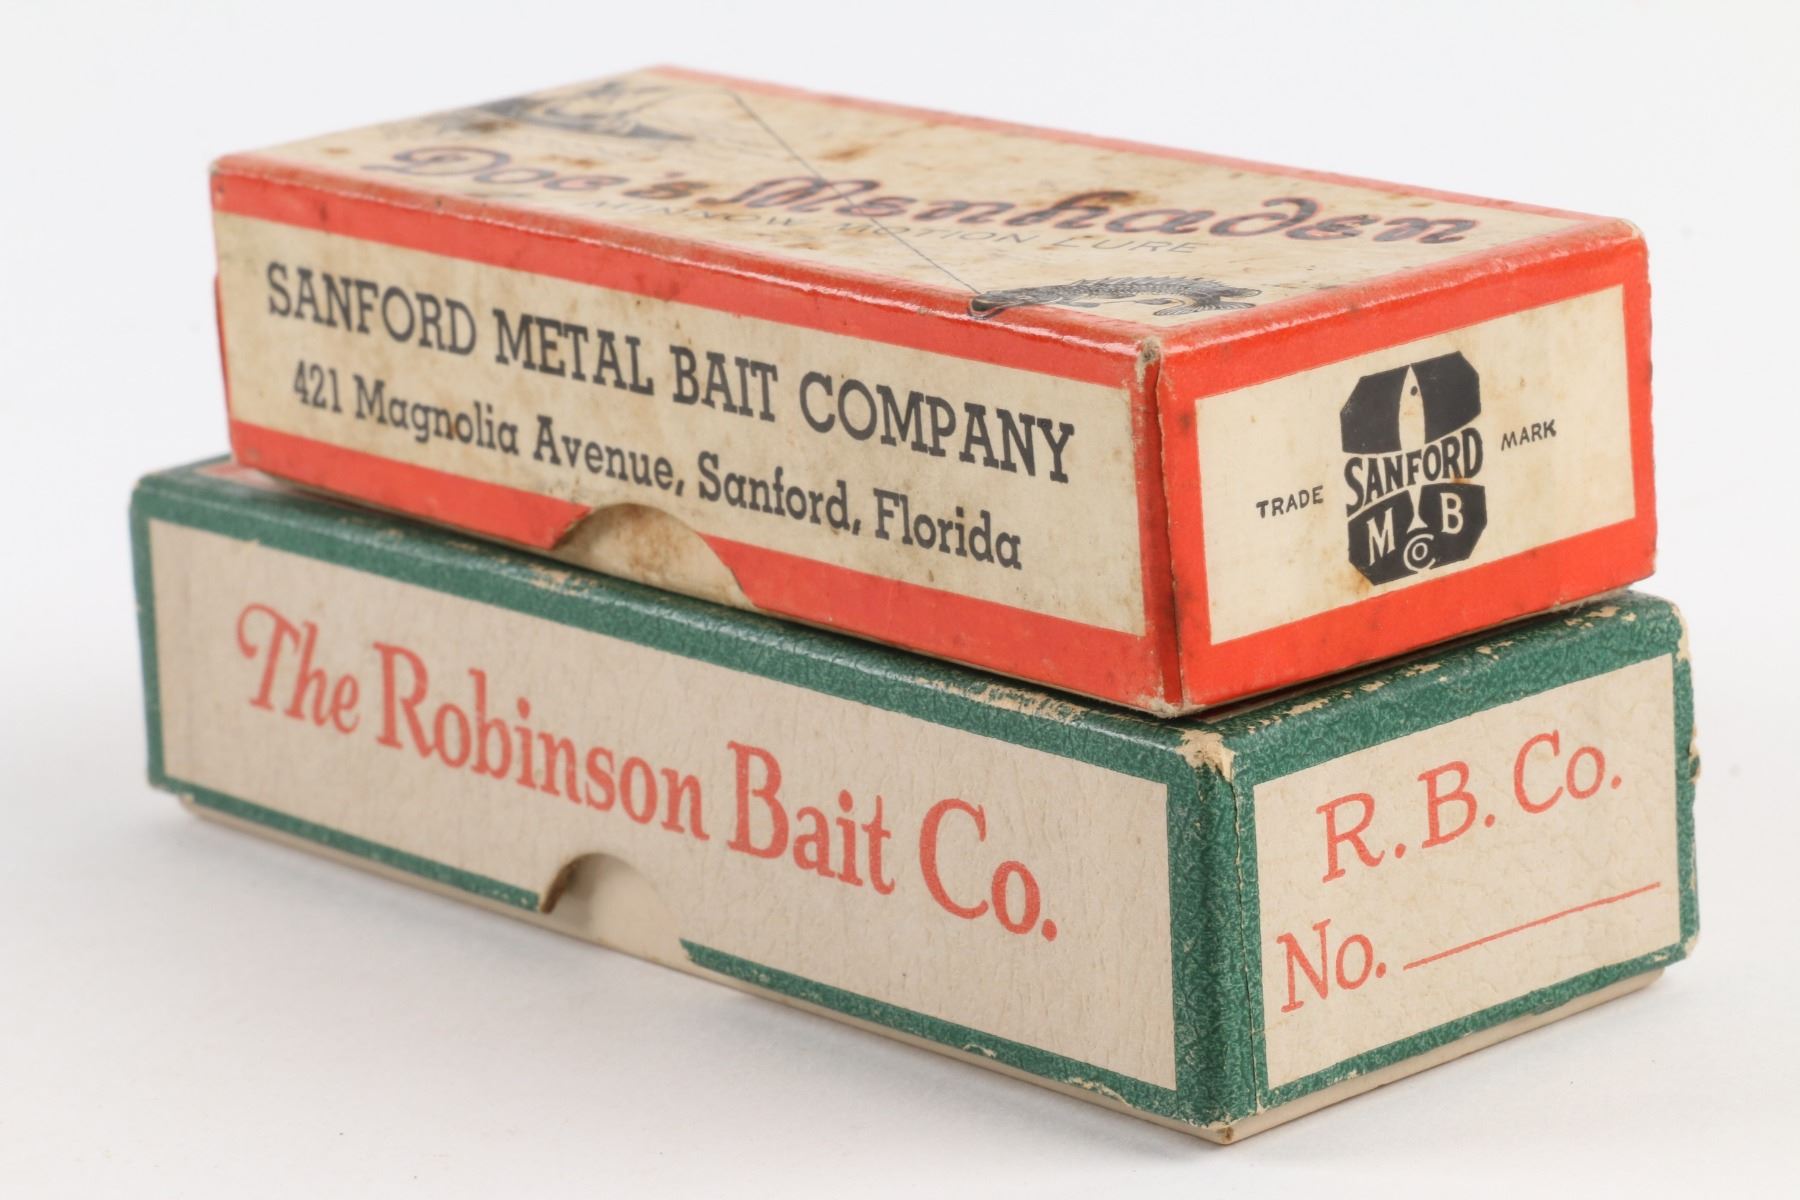 Doc's Menhaden
MINNOW MOTION LURE
SANFORD METAL BAIT COMPANY
421 Magnolia Avenue, Sanford, Florida
TRADE MARK
SANFORD
M B
Co.
The Robinson Bait Co.
R. B. Co.
No.